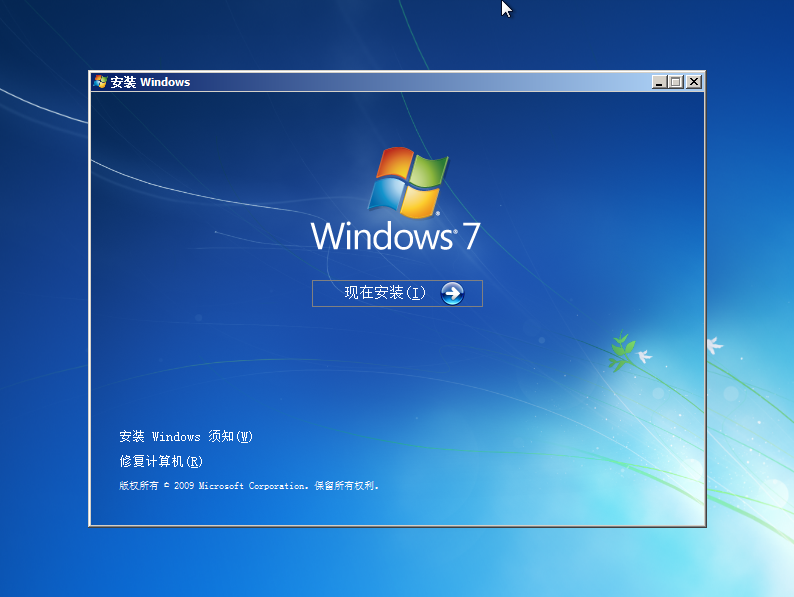 安装 Windows
Windows® 7
现在安装(I)
安装 Windows 须知(W)
修复计算机(R)
版权所有 © 2009 Microsoft Corporation。保留所有权利。